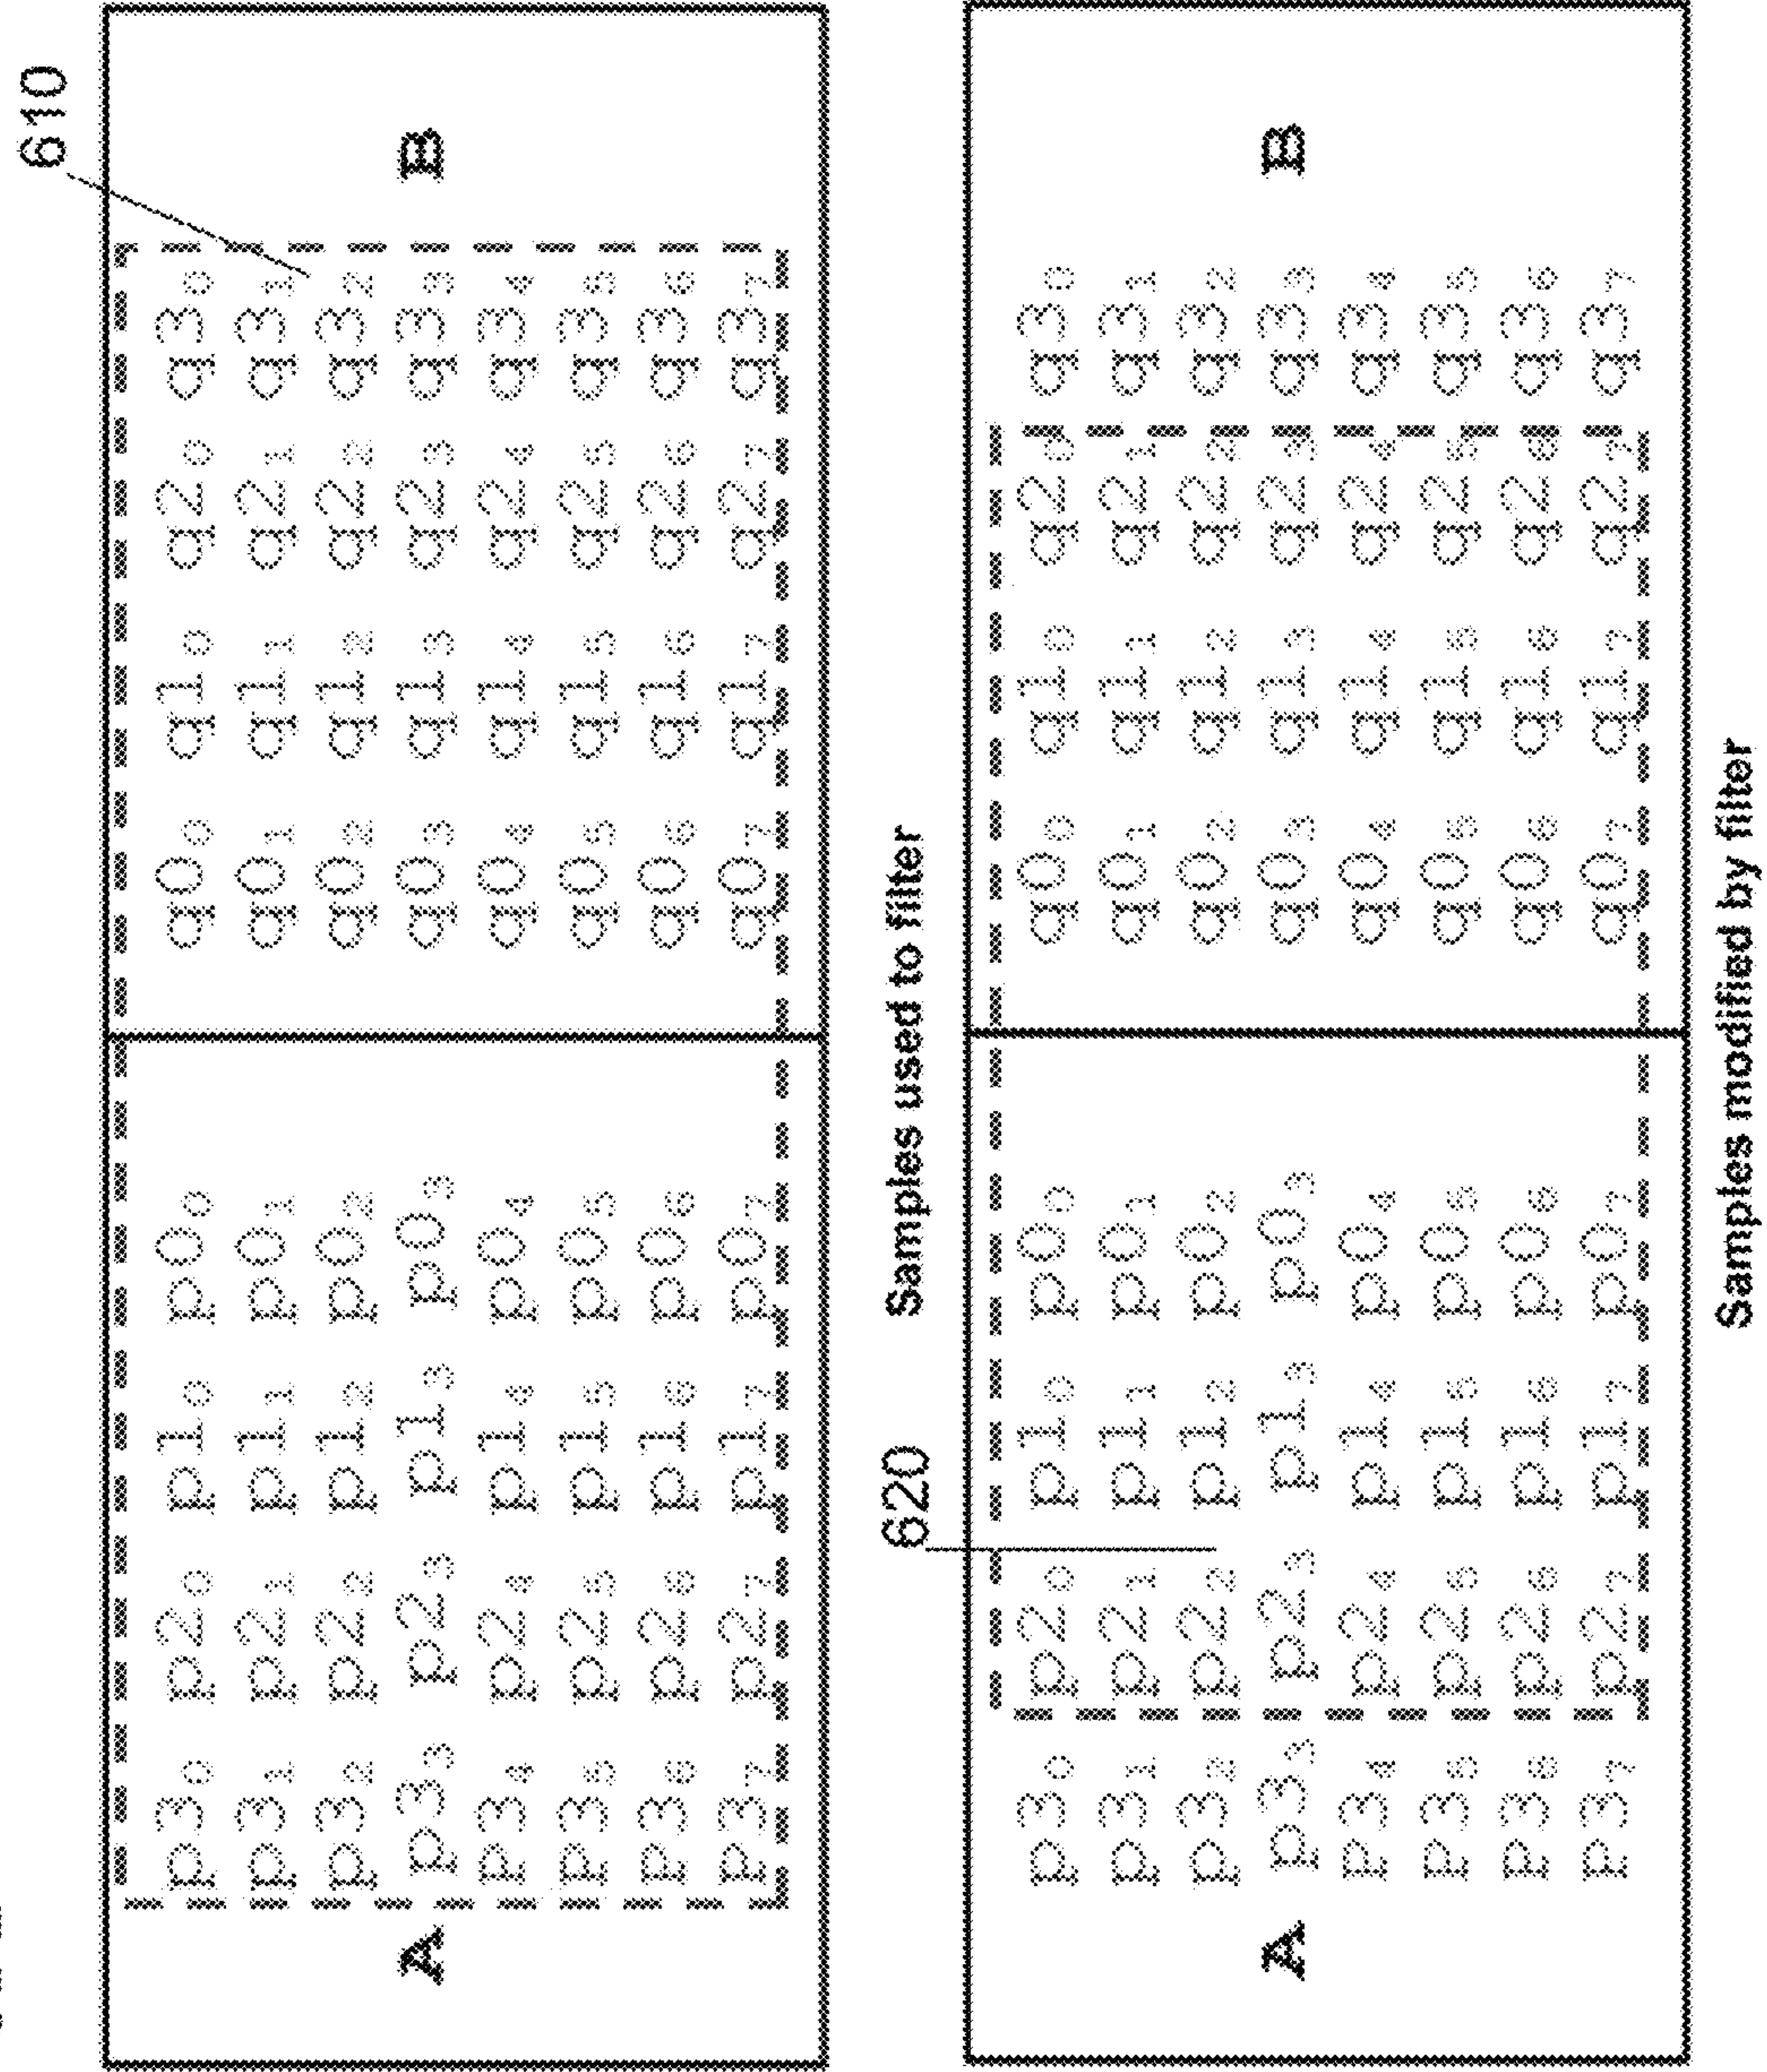 610
A p3₀ p2₀ p1₀ p0₀ q0₀ q1₀ q2₀ q3₀ B
p3₁ p2₁ p1₁ p0₁ q0₁ q1₁ q2₁ q3₁
p3₂ p2₂ p1₂ p0₂ q0₂ q1₂ q2₂ q3₂
p3₃ p2₃ p1₃ p0₃ q0₃ q1₃ q2₃ q3₃
P3₄ p2₄ p1₄ p0₄ q0₄ q1₄ q2₄ q3₄
P3₅ p2₅ p1₅ p0₅ q0₅ q1₅ q2₅ q3₅
P3₆ p2₆ p1₆ p0₆ q0₆ q1₆ q2₆ q3₆
P3₇ p2₇ p1₇ p0₇ q0₇ q1₇ q2₇ q3₇
Samples used to filter
620
A p3₀ p2₀ p1₀ p0₀ q0₀ q1₀ q2₀ q3₀ B
p3₁ p2₁ p1₁ p0₁ q0₁ q1₁ q2₁ q3₁
p3₂ p2₂ p1₂ p0₂ q0₂ q1₂ q2₂ q3₂
p3₃ p2₃ p1₃ p0₃ q0₃ q1₃ q2₃ q3₃
P3₄ p2₄ p1₄ p0₄ q0₄ q1₄ q2₄ q3₄
P3₅ p2₅ p1₅ p0₅ q0₅ q1₅ q2₅ q3₅
P3₆ p2₆ p1₆ p0₆ q0₆ q1₆ q2₆ q3₆
P3₇ p2₇ p1₇ p0₇ q0₇ q1₇ q2₇ q3₇
Samples modified by filter